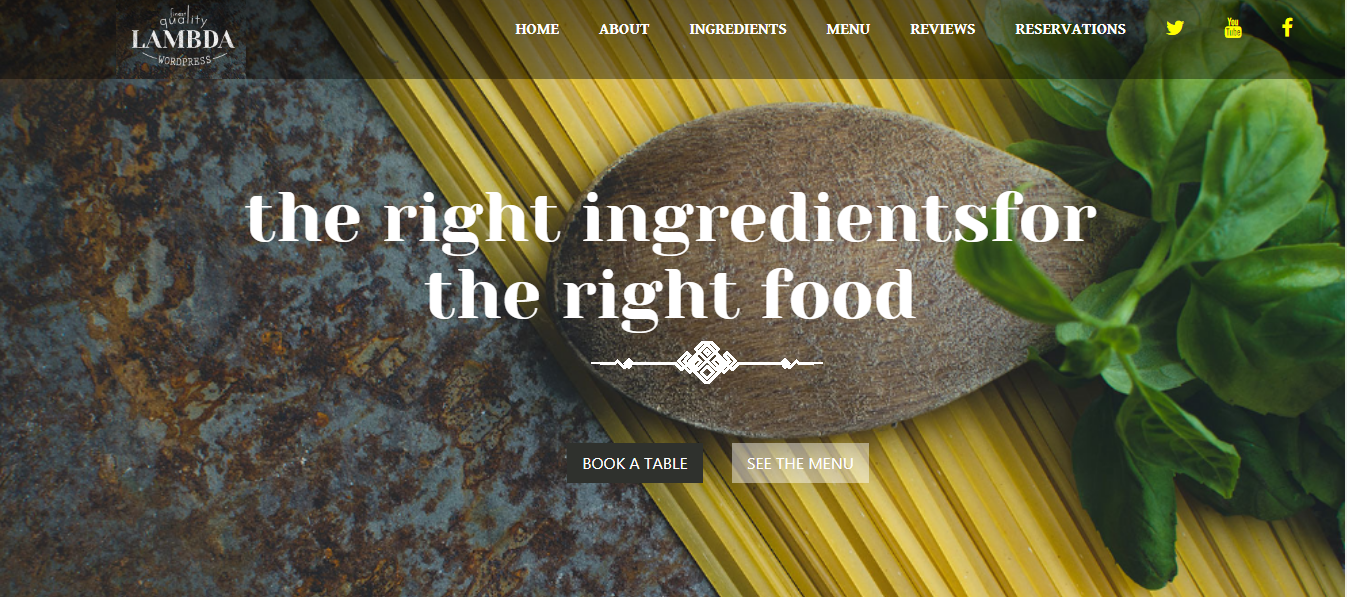 finest
quality
LAMBDA
WORDPRESS
HOME ABOUT INGREDIENTS MENU REVIEWS RESERVATIONS
You
Tube
the right ingredientsfor
the right food
BOOK A TABLE SEE THE MENU